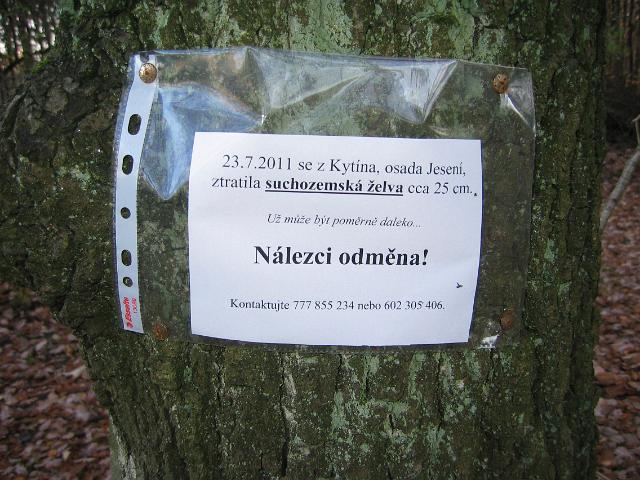 23.7.2011 se z Kytína, osada Jesení,
ztratila suchozemská želva cca 25 cm.
Už může být poměrně daleko...
Nálezci odměna!
Kontaktujte 777 855 234 nebo 602 305 406.
Esselte